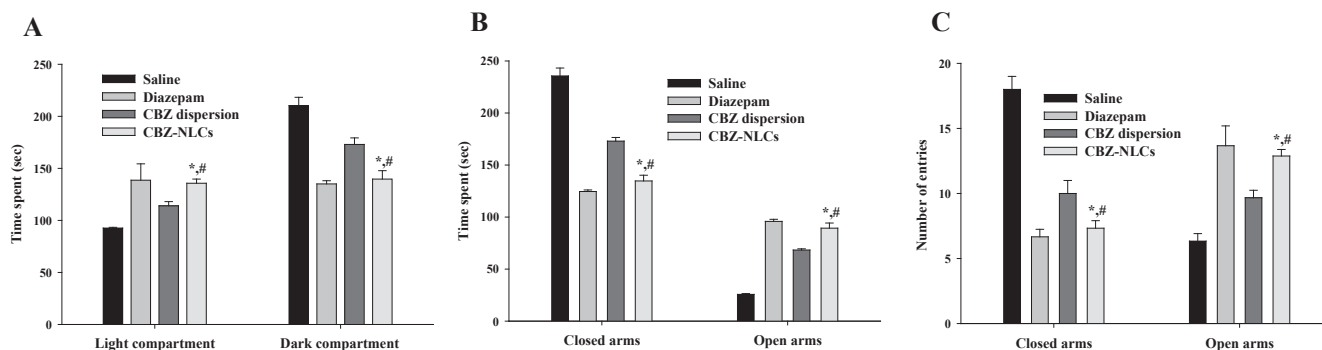 A
Time spent (sec)
250
200
150
100
50
0
Saline
Diazepam
CBZ dispersion
CBZ-NLCs
*,#
*,#
Light compartment
Dark compartment
B
Time spent (sec)
250
200
150
100
50
0
Saline
Diazepam
CBZ dispersion
CBZ-NLCs
*,#
*,#
Closed arms
Open arms
C
Number of entries
20
15
10
5
0
Saline
Diazepam
CBZ dispersion
CBZ-NLCs
*,#
*,#
Closed arms
Open arms